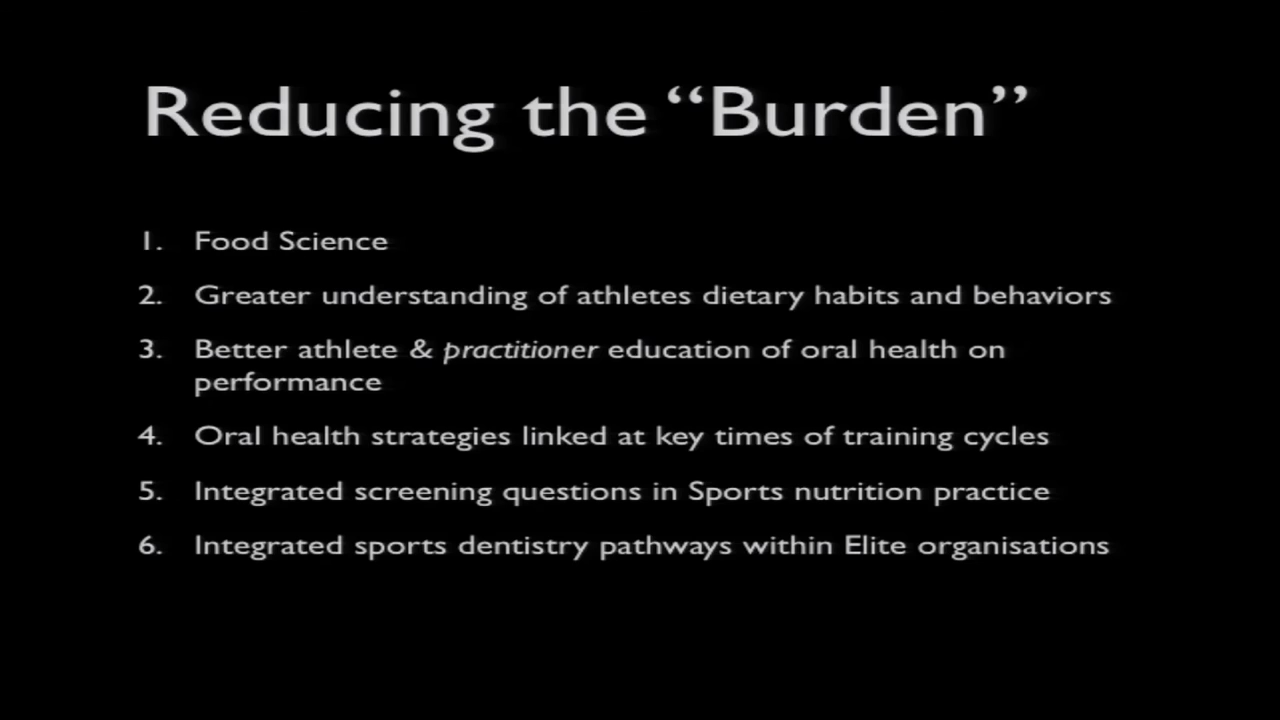 Reducing the “Burden”
1. Food Science
2. Greater understanding of athletes dietary habits and behaviors
3. Better athlete & practitioner education of oral health on
performance
4. Oral health strategies linked at key times of training cycles
5. Integrated screening questions in Sports nutrition practice
6. Integrated sports dentistry pathways within Elite organisations